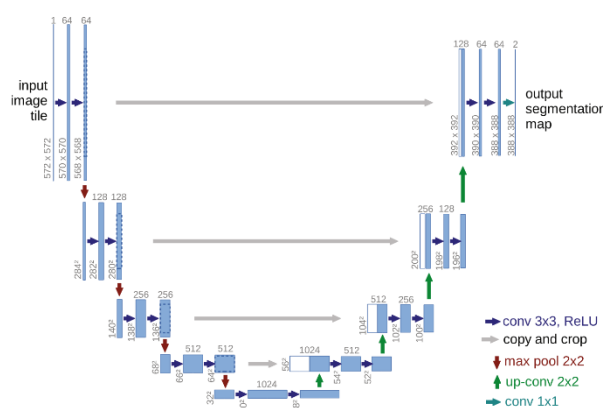 1 64 64
128 64 64 2
input
image
tile
output
segmentation
map
572 x 572
570 x 570
568 x 568
392 x 392
390 x 390
388 x 388
388 x 388
128 128
256 128
284²
282²
280²
200²
198²
196²
256 256
512 256
140²
138²
136²
104²
102²
100²
512 512
1024 512
68²
66²
64²
56²
54²
52²
1024
32²
conv 3x3, ReLU
copy and crop
max pool 2x2
up-conv 2x2
conv 1x1